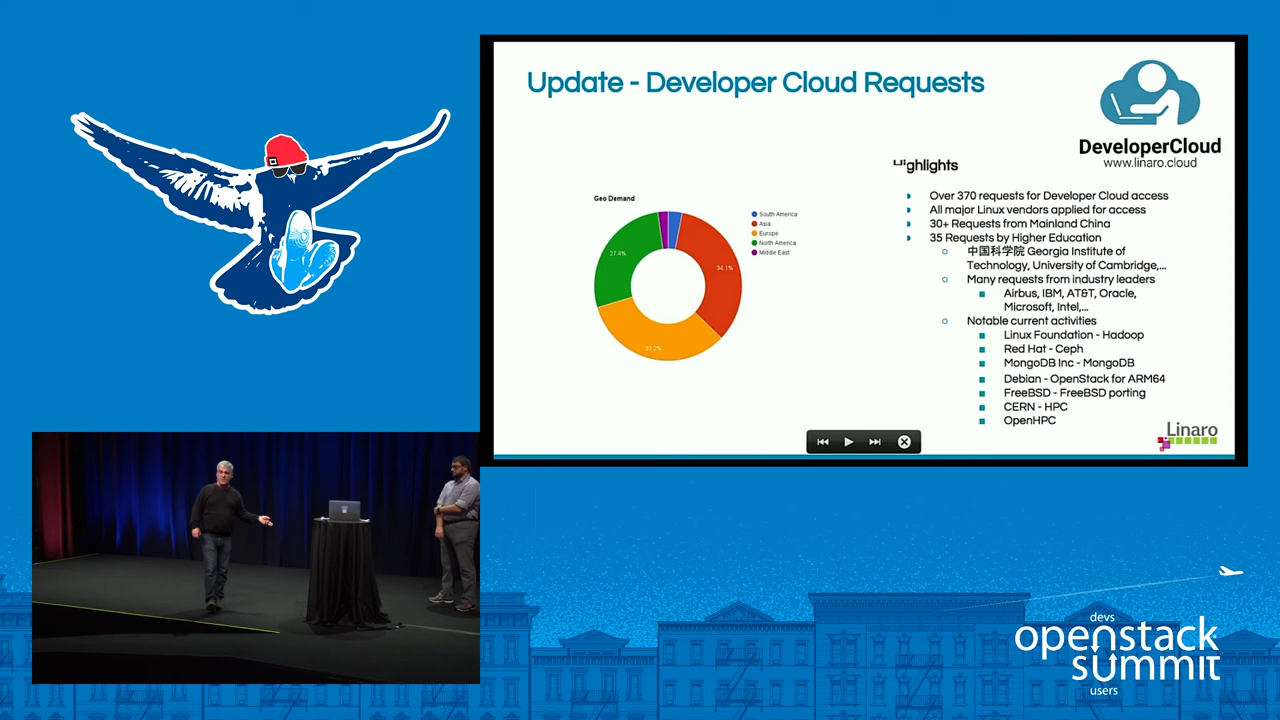 Update - Developer Cloud Requests
DeveloperCloud
www.linaro.cloud
Highlights
Over 370 requests for Developer Cloud access
All major Linux vendors applied for access
30+ Requests from Mainland China
35 Requests by Higher Education
中国科学院 Georgia Institute of
Technology, University of Cambridge,...
Many requests from industry leaders
Airbus, IBM, AT&T, Oracle,
Microsoft, Intel,...
Notable current activities
Linux Foundation - Hadoop
Red Hat - Ceph
MongoDB Inc - MongoDB
Debian - OpenStack for ARM64
FreeBSD - FreeBSD porting
CERN - HPC
OpenHPC
Geo Demand
South America
Asia
Europe
North America
Middle East
27.4%
34.1%
33.2%
Linaro
devs
openstack
summit
users